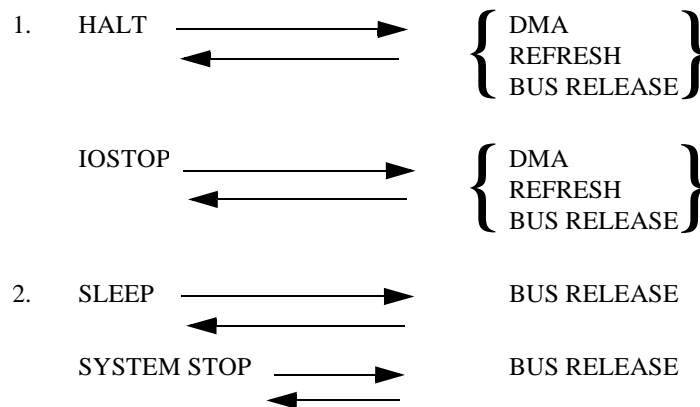 1. HALT { DMA
REFRESH
BUS RELEASE }
IOSTOP { DMA
REFRESH
BUS RELEASE }
2. SLEEP BUS RELEASE
SYSTEM STOP BUS RELEASE